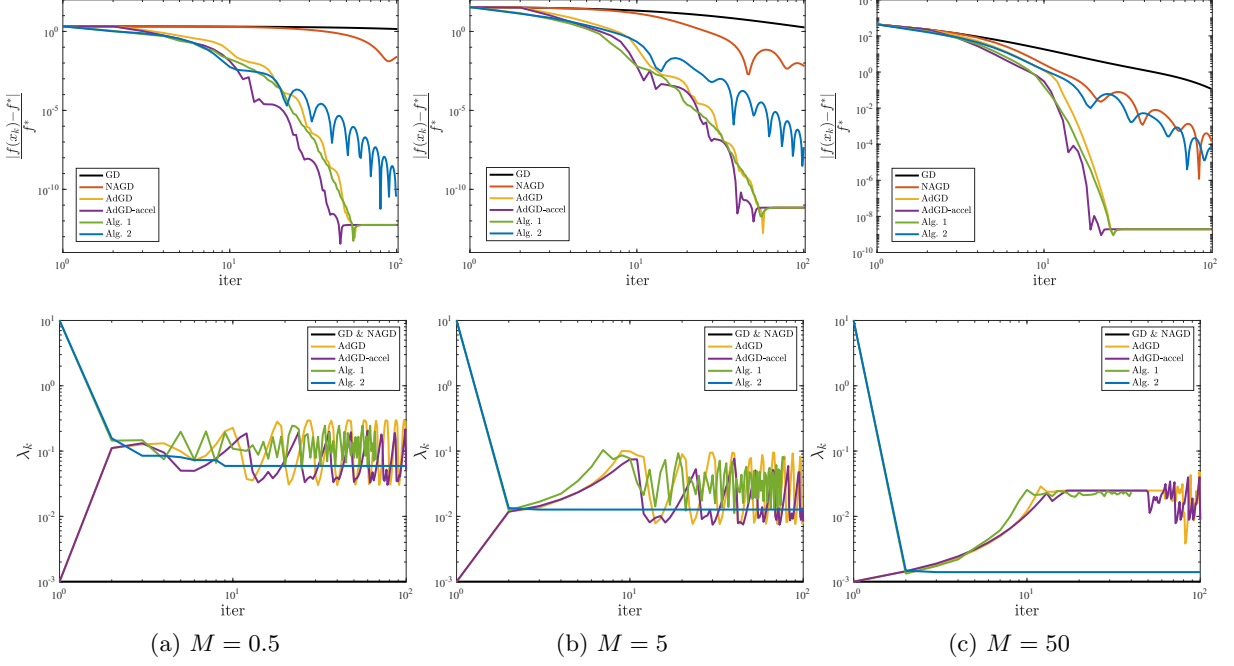 |f(x_k)−f*|
f*
10^0
10^-5
10^-10
GD
NAGD
AdGD
AdGD-accel
Alg. 1
Alg. 2
10^0
10^1
10^2
iter
|f(x_k)−f*|
f*
10^0
10^-5
10^-10
GD
NAGD
AdGD
AdGD-accel
Alg. 1
Alg. 2
10^0
10^1
10^2
iter
|f(x_k)−f*|
f*
10^4
10^2
10^0
10^-2
10^-4
10^-6
10^-8
10^-10
GD
NAGD
AdGD
AdGD-accel
Alg. 1
Alg. 2
10^0
10^1
10^2
iter
λ_k
10^1
10^0
10^-1
10^-2
10^-3
GD & NAGD
AdGD
AdGD-accel
Alg. 1
Alg. 2
10^0
10^1
10^2
iter
λ_k
10^1
10^0
10^-1
10^-2
10^-3
GD & NAGD
AdGD
AdGD-accel
Alg. 1
Alg. 2
10^0
10^1
10^2
iter
λ_k
10^1
10^0
10^-1
10^-2
10^-3
GD & NAGD
AdGD
AdGD-accel
Alg. 1
Alg. 2
10^0
10^1
10^2
iter
(a) M = 0.5
(b) M = 5
(c) M = 50